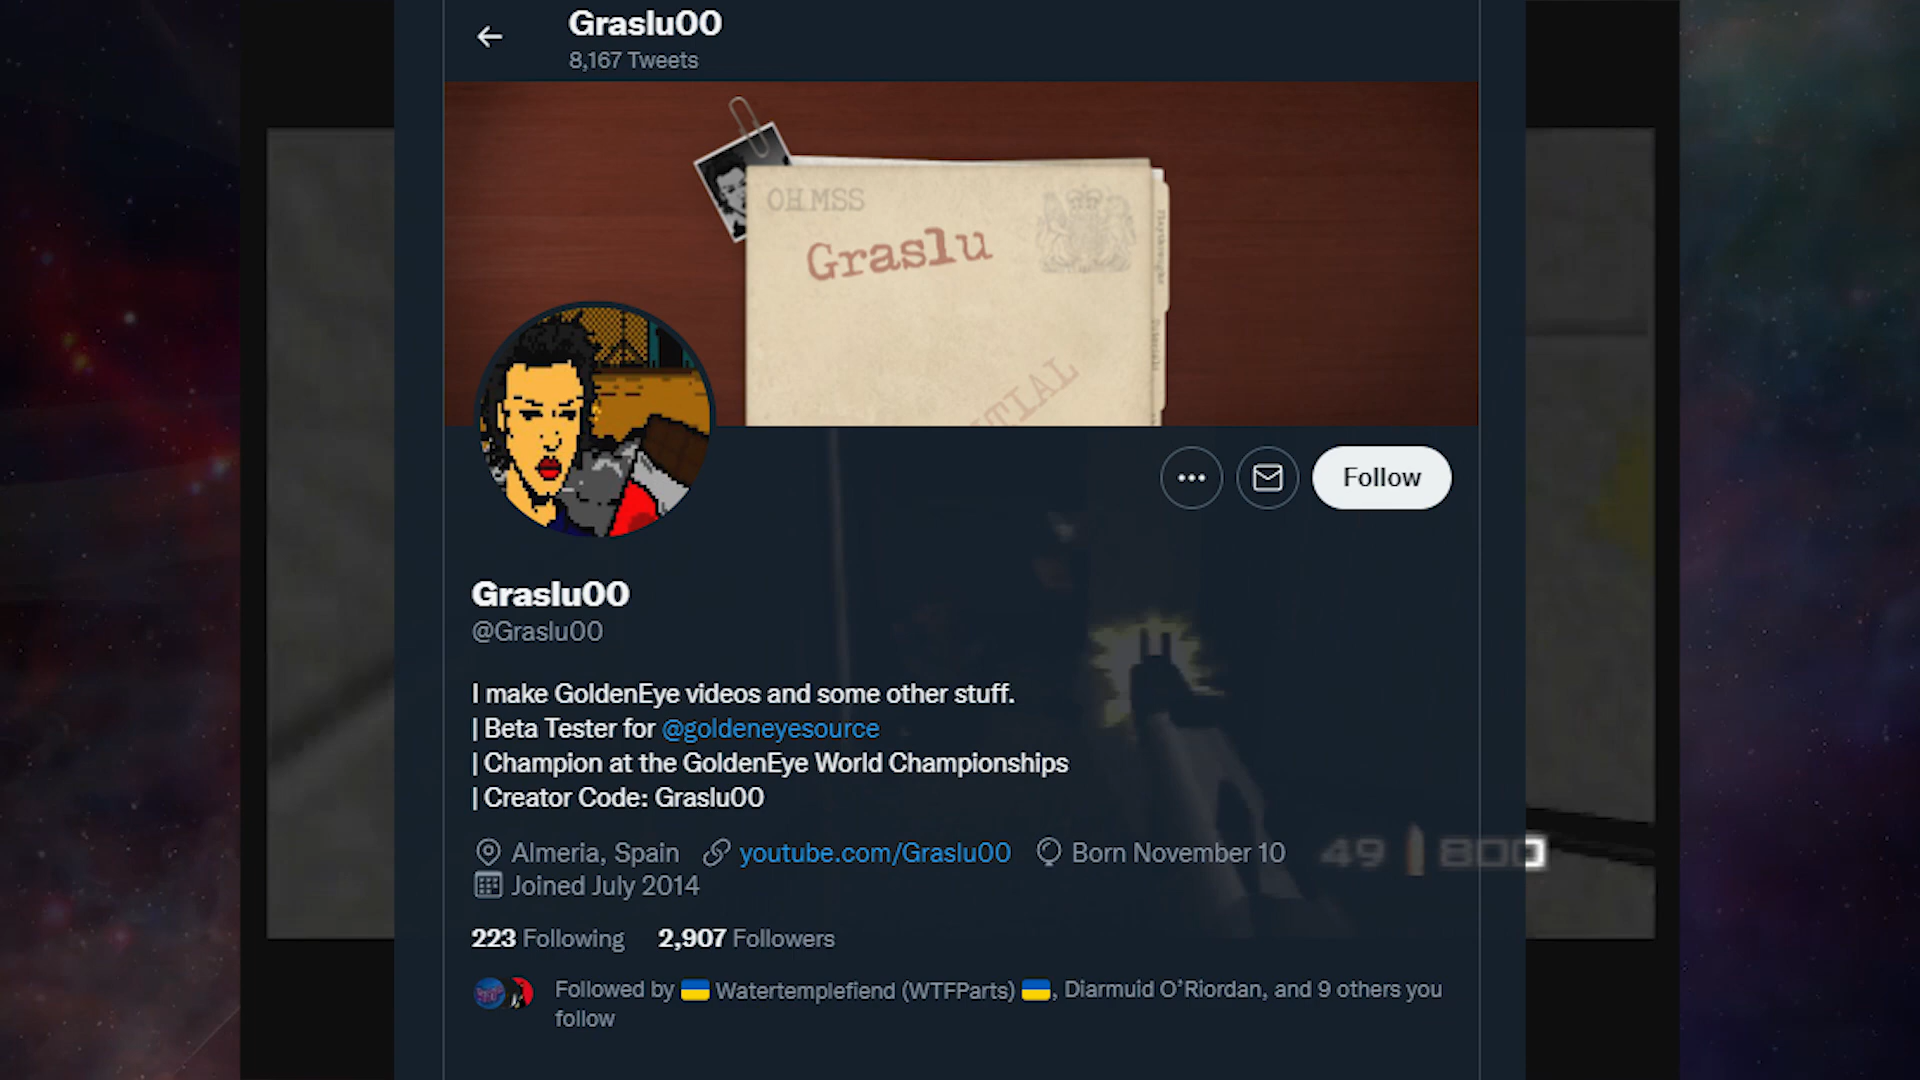 Graslu00
8,167 Tweets
OHMSS
Graslu
NTIAL
Follow
Graslu00
@Graslu00
I make GoldenEye videos and some other stuff.
| Beta Tester for @goldeneyesource
| Champion at the GoldenEye World Championships
| Creator Code: Graslu00
Almeria, Spain youtube.com/Graslu00 Born November 10
49 800
Joined July 2014
223 Following 2,907 Followers
Followed by 🇺🇦 Watertemplefiend (WTFParts) 🇺🇦, Diarmuid O’Riordan, and 9 others you
follow